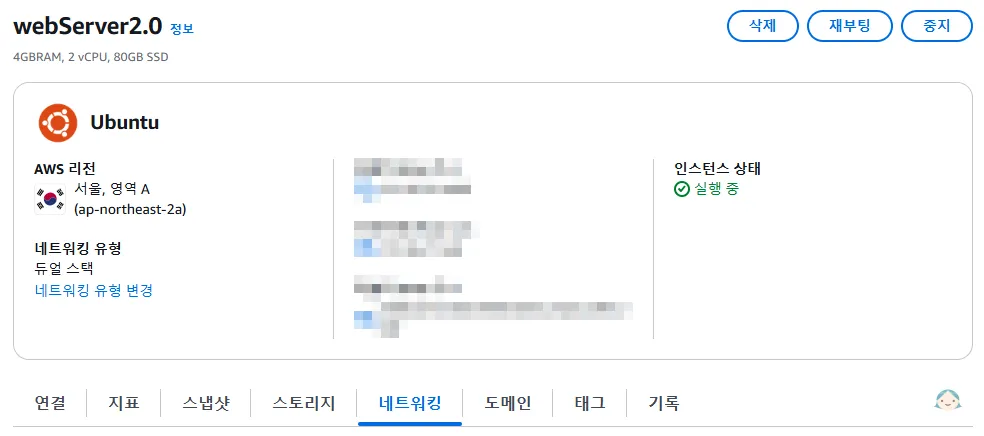 webServer2.0 정보
삭제
재부팅
중지
4GBRAM, 2 vCPU, 80GB SSD
Ubuntu
AWS 리전
서울, 영역 A
(ap-northeast-2a)
네트워킹 유형
듀얼 스택
네트워킹 유형 변경
인스턴스 상태
실행 중
연결
지표
스냅샷
스토리지
네트워킹
도메인
태그
기록